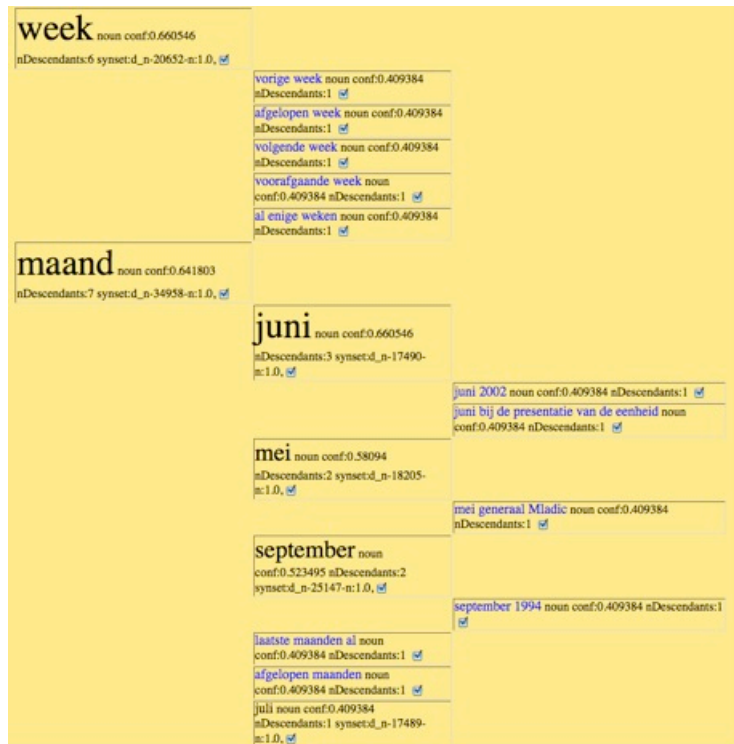 week noun conf:0.660546
nDescendants:6 synset:d_n-20652-n:1.0,
vorige week noun conf:0.409384
nDescendants:1
afgelopen week noun conf:0.409384
nDescendants:1
volgende week noun conf:0.409384
nDescendants:1
voorafgaande week noun
conf:0.409384 nDescendants:1
al enige weken noun conf:0.409384
nDescendants:1
maand noun conf:0.641803
nDescendants:7 synset:d_n-34958-n:1.0,
juni noun conf:0.660546
nDescendants:3 synset:d_n-17490-
n:1.0,
juni 2002 noun conf:0.409384 nDescendants:1
juni bij de presentatie van de eenheid noun
conf:0.409384 nDescendants:1
mei noun conf:0.58094
nDescendants:2 synset:d_n-18205-
n:1.0,
mei generaal Mladic noun conf:0.409384
nDescendants:1
september noun
conf:0.523495 nDescendants:2
synset:d_n-25147-n:1.0,
september 1994 noun conf:0.409384 nDescendants:1
laatste maanden al noun
conf:0.409384 nDescendants:1
afgelopen maanden noun
conf:0.409384 nDescendants:1
juli noun conf:0.409384
nDescendants:1 synset:d_n-17489-
n:1.0,